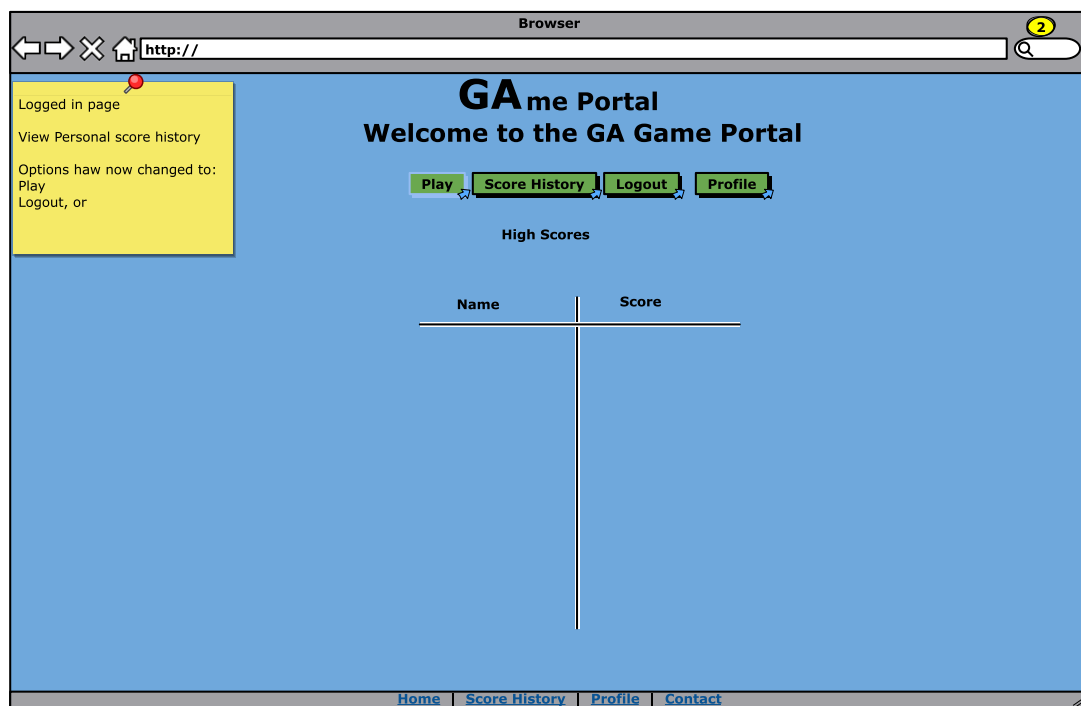 Browser
2
http://
Logged in page
View Personal score history
Options haw now changed to:
Play
Logout, or
GAme Portal
Welcome to the GA Game Portal
Play Score History Logout Profile
High Scores
Name Score
Home Score History Profile Contact